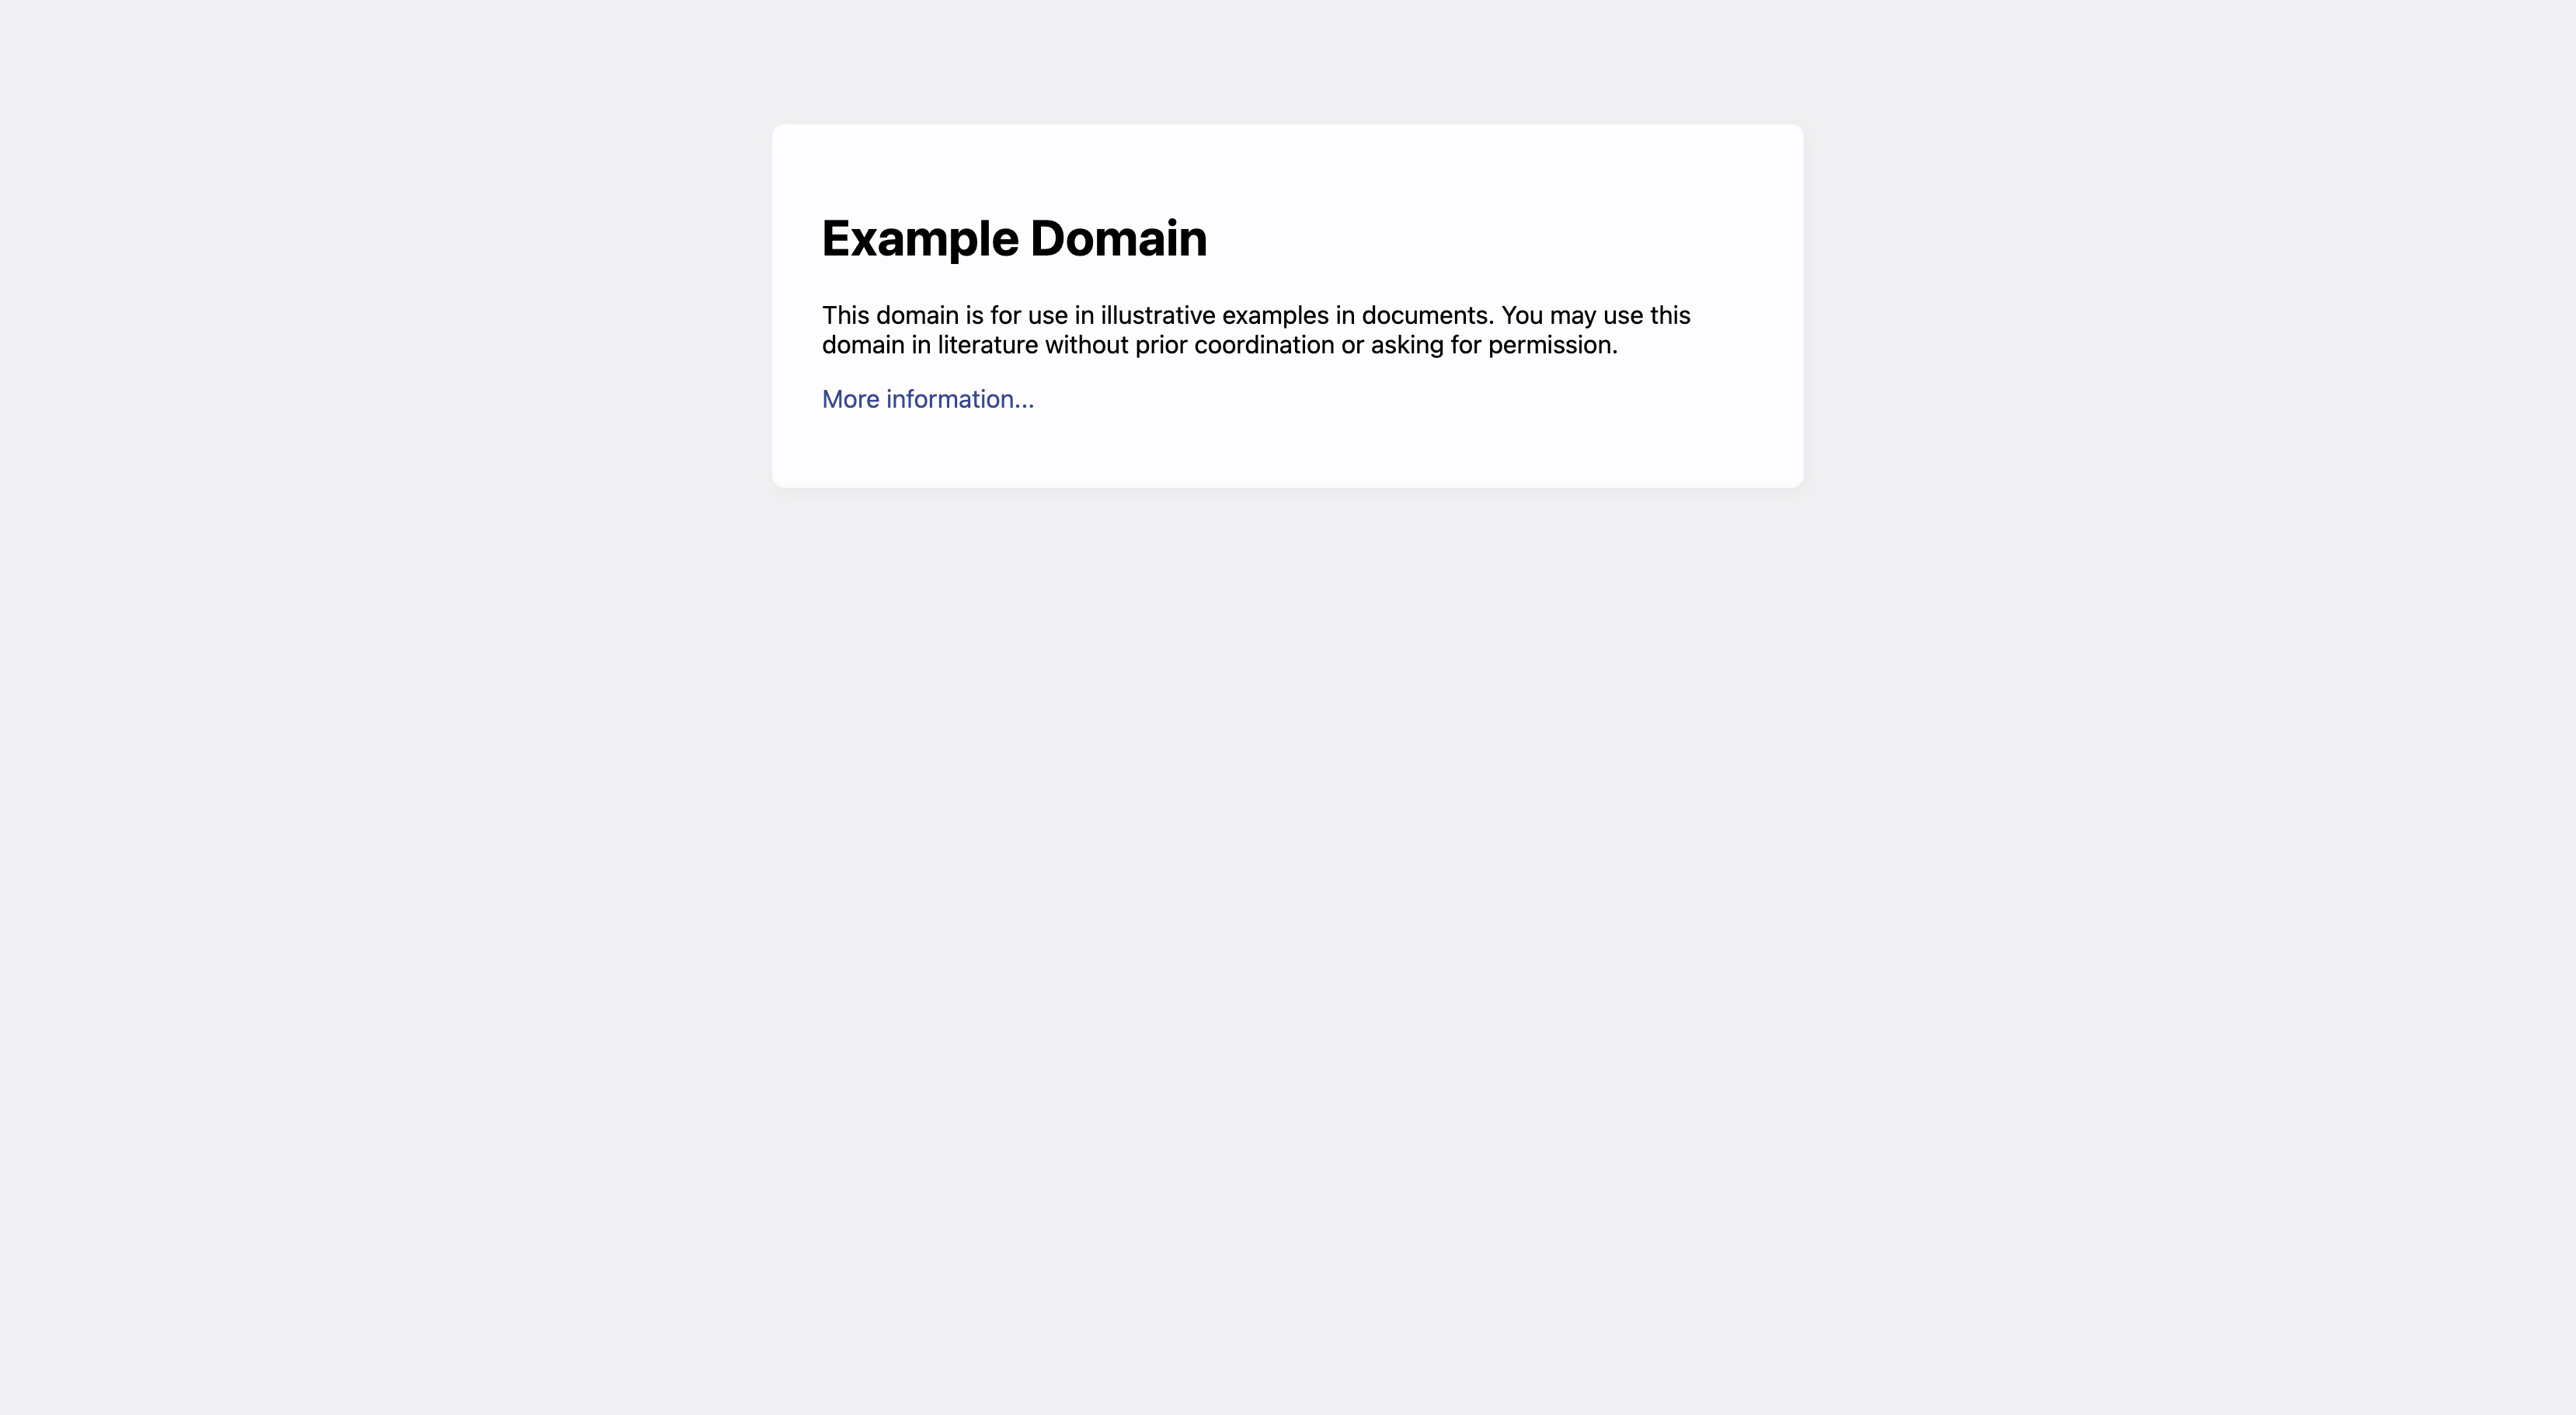 Example Domain
This domain is for use in illustrative examples in documents. You may use this
domain in literature without prior coordination or asking for permission.
More information...